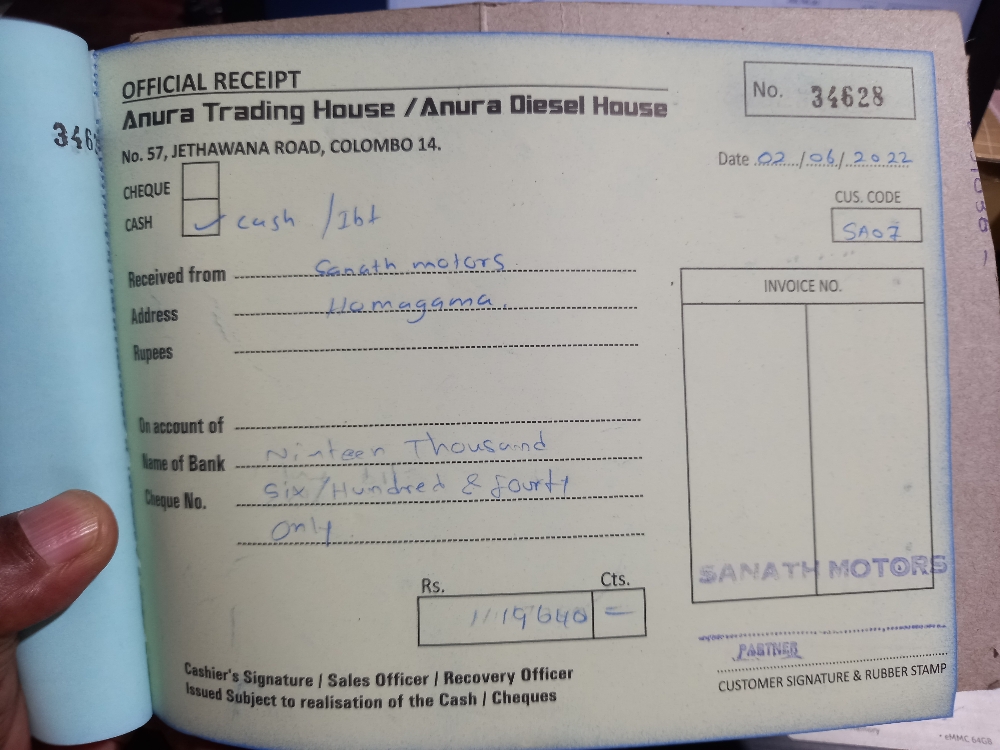 OFFICIAL RECEIPT
Anura Trading House / Anura Diesel House
No. 57, JETHAWANA ROAD, COLOMBO 14.
No. 34628
Date 02/06/2022
CHEQUE
CASH ✓ cash / Ibt
CUS. CODE
SA07
Received from Sanath motors
Address Homagama.
Rupees
INVOICE NO.
On account of
Name of Bank Ninteen Thousand
Cheque No. Six/Hundred & fourty
only
Rs. Cts.
19640 =
SANATH MOTORS
PARTNER
CUSTOMER SIGNATURE & RUBBER STAMP
Cashier's Signature / Sales Officer / Recovery Officer
Issued Subject to realisation of the Cash / Cheques
eMMC 64GB